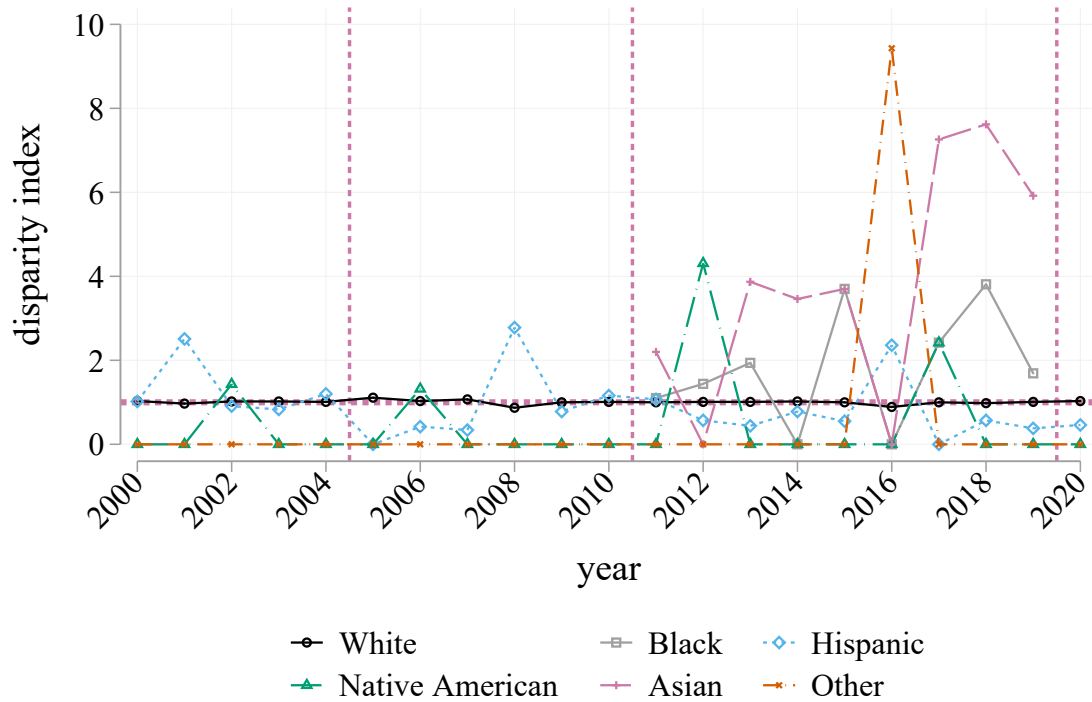 10
8
6
4
2
0
disparity index
2000 2002 2004 2006 2008 2010 2012 2014 2016 2018 2020
year
White Black Hispanic
Native American Asian Other